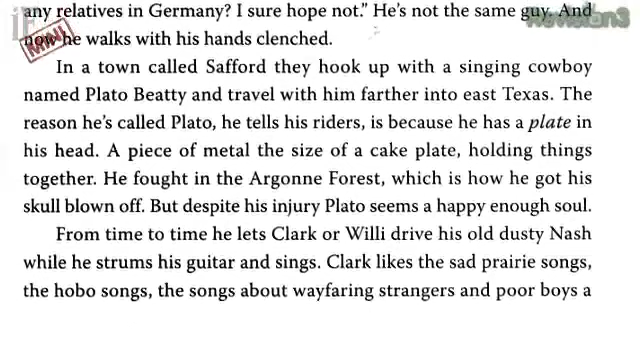 any relatives in Germany? I sure hope not.” He’s not the same guy. And
now he walks with his hands clenched.
In a town called Safford they hook up with a singing cowboy
named Plato Beatty and travel with him farther into east Texas. The
reason he’s called Plato, he tells his riders, is because he has a plate in
his head. A piece of metal the size of a cake plate, holding things
together. He fought in the Argonne Forest, which is how he got his
skull blown off. But despite his injury Plato seems a happy enough soul.
From time to time he lets Clark or Willi drive his old dusty Nash
while he strums his guitar and sings. Clark likes the sad prairie songs,
the hobo songs, the songs about wayfaring strangers and poor boys a